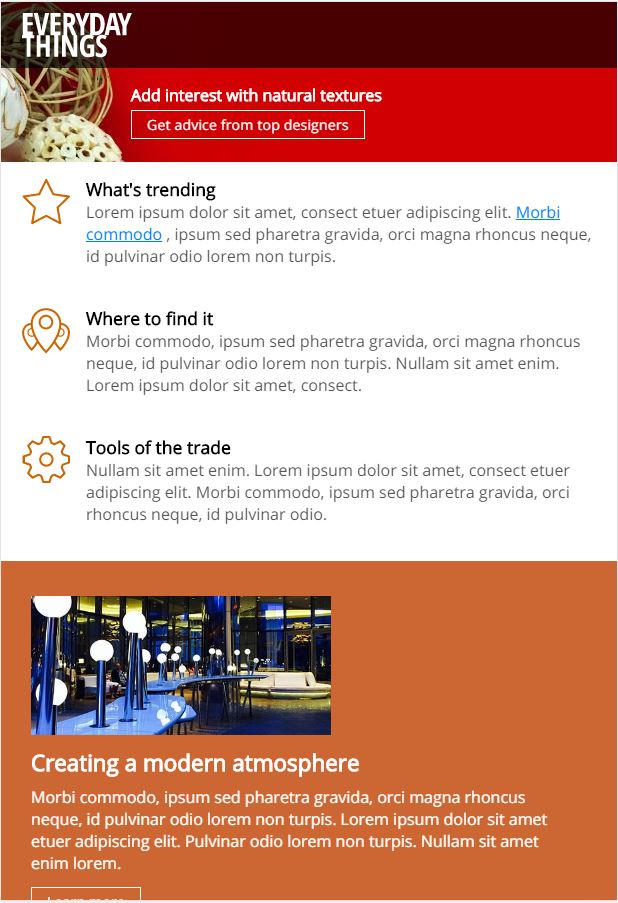 EVERYDAY
THINGS
Add interest with natural textures
Get advice from top designers
What's trending
Lorem ipsum dolor sit amet, consect etuer adipiscing elit. Morbi
commodo , ipsum sed pharetra gravida, orci magna rhoncus neque,
id pulvinar odio lorem non turpis.
Where to find it
Morbi commodo, ipsum sed pharetra gravida, orci magna rhoncus
neque, id pulvinar odio lorem non turpis. Nullam sit amet enim.
Lorem ipsum dolor sit amet, consect.
Tools of the trade
Nullam sit amet enim. Lorem ipsum dolor sit amet, consect etuer
adipiscing elit. Morbi commodo, ipsum sed pharetra gravida, orci
rhoncus neque, id pulvinar odio.
Creating a modern atmosphere
Morbi commodo, ipsum sed pharetra gravida, orci magna rhoncus
neque, id pulvinar odio lorem non turpis. Lorem ipsum dolor sit amet,
etuer adipiscing elit. Pulvinar odio lorem non turpis. Nullam sit amet
enim lorem.
Learn more